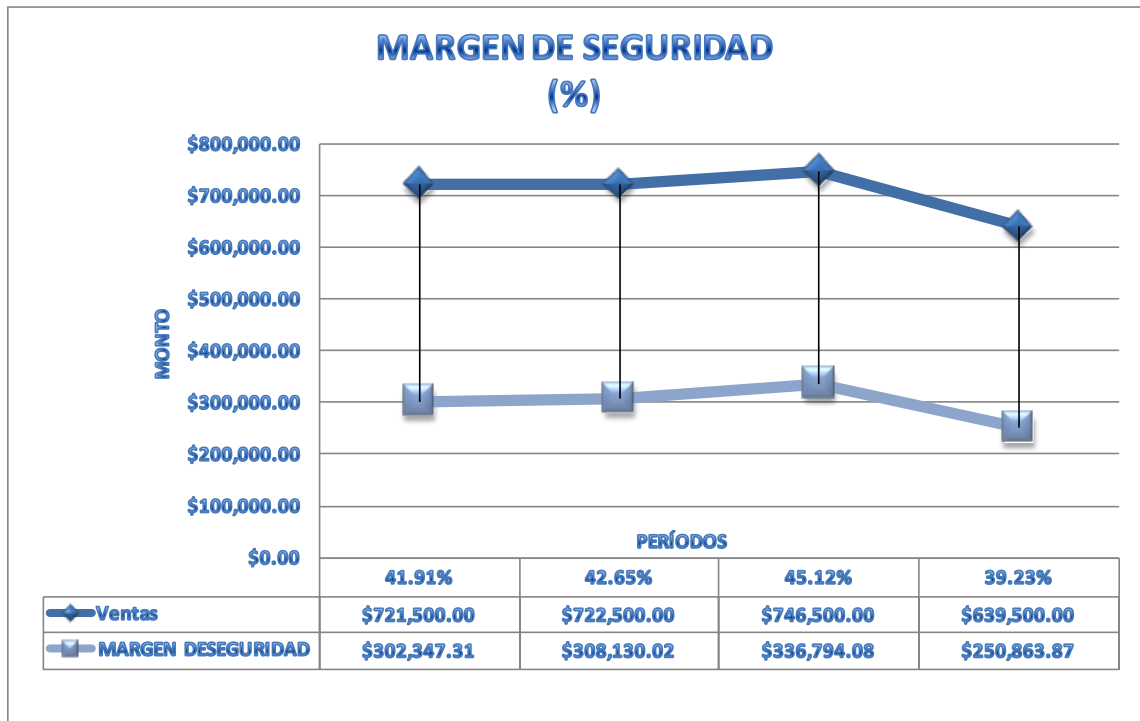 MARGEN DE SEGURIDAD
(%)
$800,000.00
$700,000.00
$600,000.00
$500,000.00
$400,000.00
$300,000.00
$200,000.00
$100,000.00
$0.00
MONTO
PERÍODOS
41.91% 42.65% 45.12% 39.23%
Ventas $721,500.00 $722,500.00 $746,500.00 $639,500.00
MARGEN DESEGURIDAD $302,347.31 $308,130.02 $336,794.08 $250,863.87